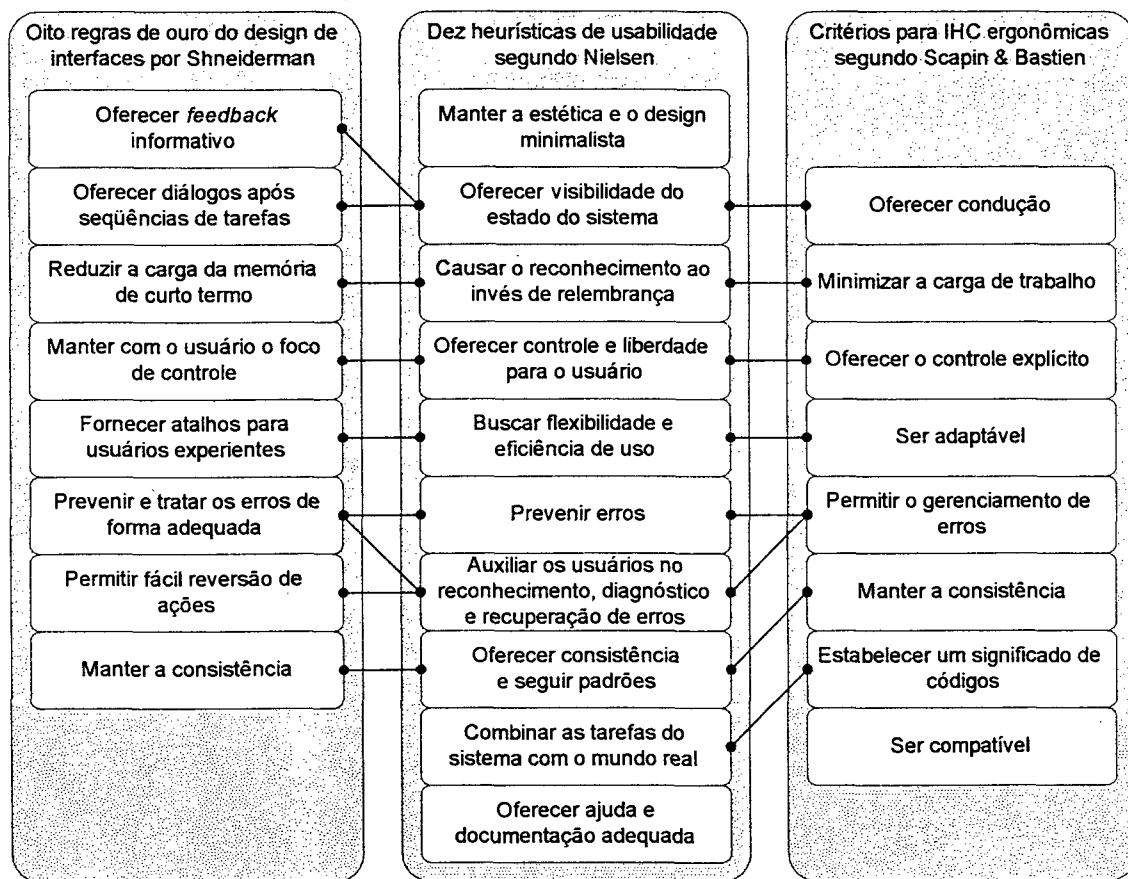 Oito regras de ouro do design de
interfaces por Shneiderman
Oferecer feedback
informativo
Oferecer diálogos após
seqüências de tarefas
Reduzir a carga da memória
de curto termo
Manter com o usuário o foco
de controle
Fornecer atalhos para
usuários experientes
Prevenir e tratar os erros de
forma adequada
Permitir fácil reversão de
ações
Manter a consistência
Dez heurísticas de usabilidade
segundo Nielsen
Manter a estética e o design
minimalista
Oferecer visibilidade do
estado do sistema
Causar o reconhecimento ao
invés de relembrança
Oferecer controle e liberdade
para o usuário
Buscar flexibilidade e
eficiência de uso
Prevenir erros
Auxiliar os usuários no
reconhecimento, diagnóstico
e recuperação de erros
Oferecer consistência
e seguir padrões
Combinar as tarefas do
sistema com o mundo real
Oferecer ajuda e
documentação adequada
Critérios para IHC ergonômicas
segundo Scapin & Bastien
Oferecer condução
Minimizar a carga de trabalho
Oferecer o controle explícito
Ser adaptável
Permitir o gerenciamento de
erros
Manter a consistência
Estabelecer um significado de
códigos
Ser compatível